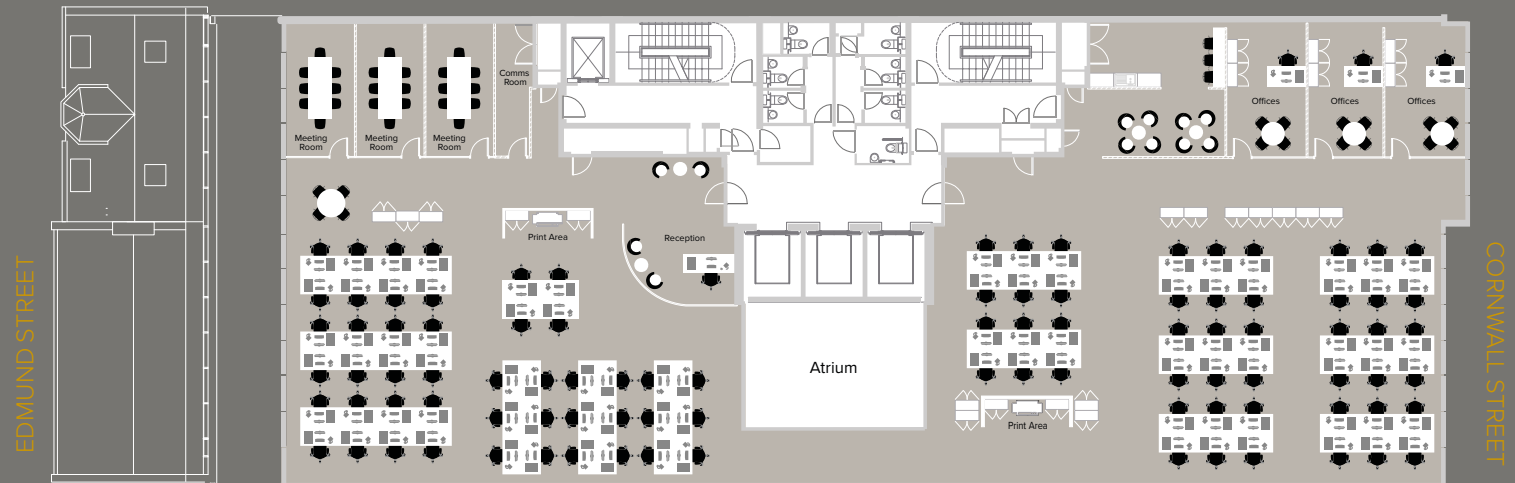 Comms
Room
Meeting
Room
Meeting
Room
Meeting
Room
Offices
Offices
Offices
Print Area
Reception
Atrium
Print Area
EDMUND STREET
CORNWALL STREET